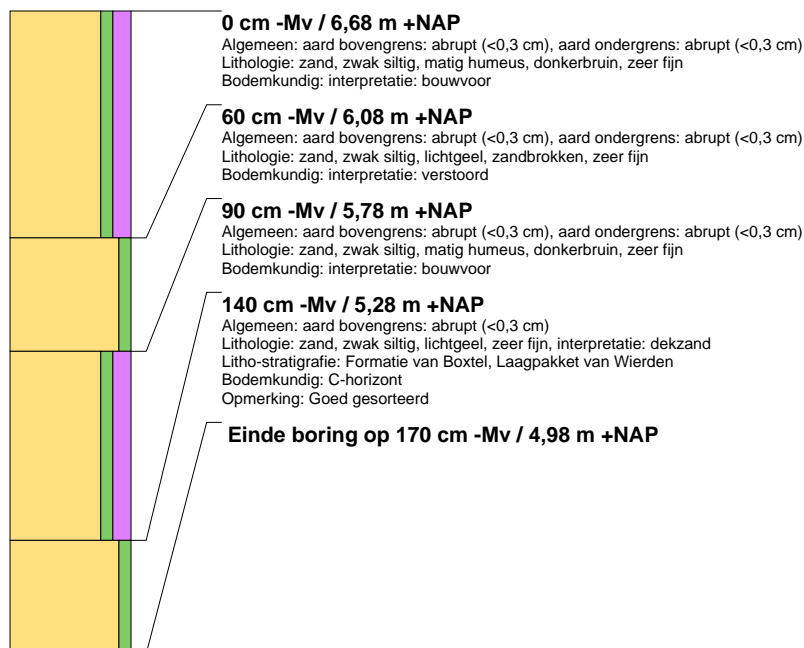 0 cm -Mv / 6,68 m +NAP
Algemeen: aard bovengrens: abrupt (<0,3 cm), aard ondergrens: abrupt (<0,3 cm)
Lithologie: zand, zwak siltig, matig humeus, donkerbruin, zeer fijn
Bodemkundig: interpretatie: bouwvoor
60 cm -Mv / 6,08 m +NAP
Algemeen: aard bovengrens: abrupt (<0,3 cm), aard ondergrens: abrupt (<0,3 cm)
Lithologie: zand, zwak siltig, lichtgeel, zandbrokken, zeer fijn
Bodemkundig: interpretatie: verstoord
90 cm -Mv / 5,78 m +NAP
Algemeen: aard bovengrens: abrupt (<0,3 cm), aard ondergrens: abrupt (<0,3 cm)
Lithologie: zand, zwak siltig, matig humeus, donkerbruin, zeer fijn
Bodemkundig: interpretatie: bouwvoor
140 cm -Mv / 5,28 m +NAP
Algemeen: aard bovengrens: abrupt (<0,3 cm)
Lithologie: zand, zwak siltig, lichtgeel, zeer fijn, interpretatie: dekzand
Litho-stratigrafie: Formatie van Boxtel, Laagpakket van Wierden
Bodemkundig: C-horizont
Opmerking: Goed gesorteerd
Einde boring op 170 cm -Mv / 4,98 m +NAP